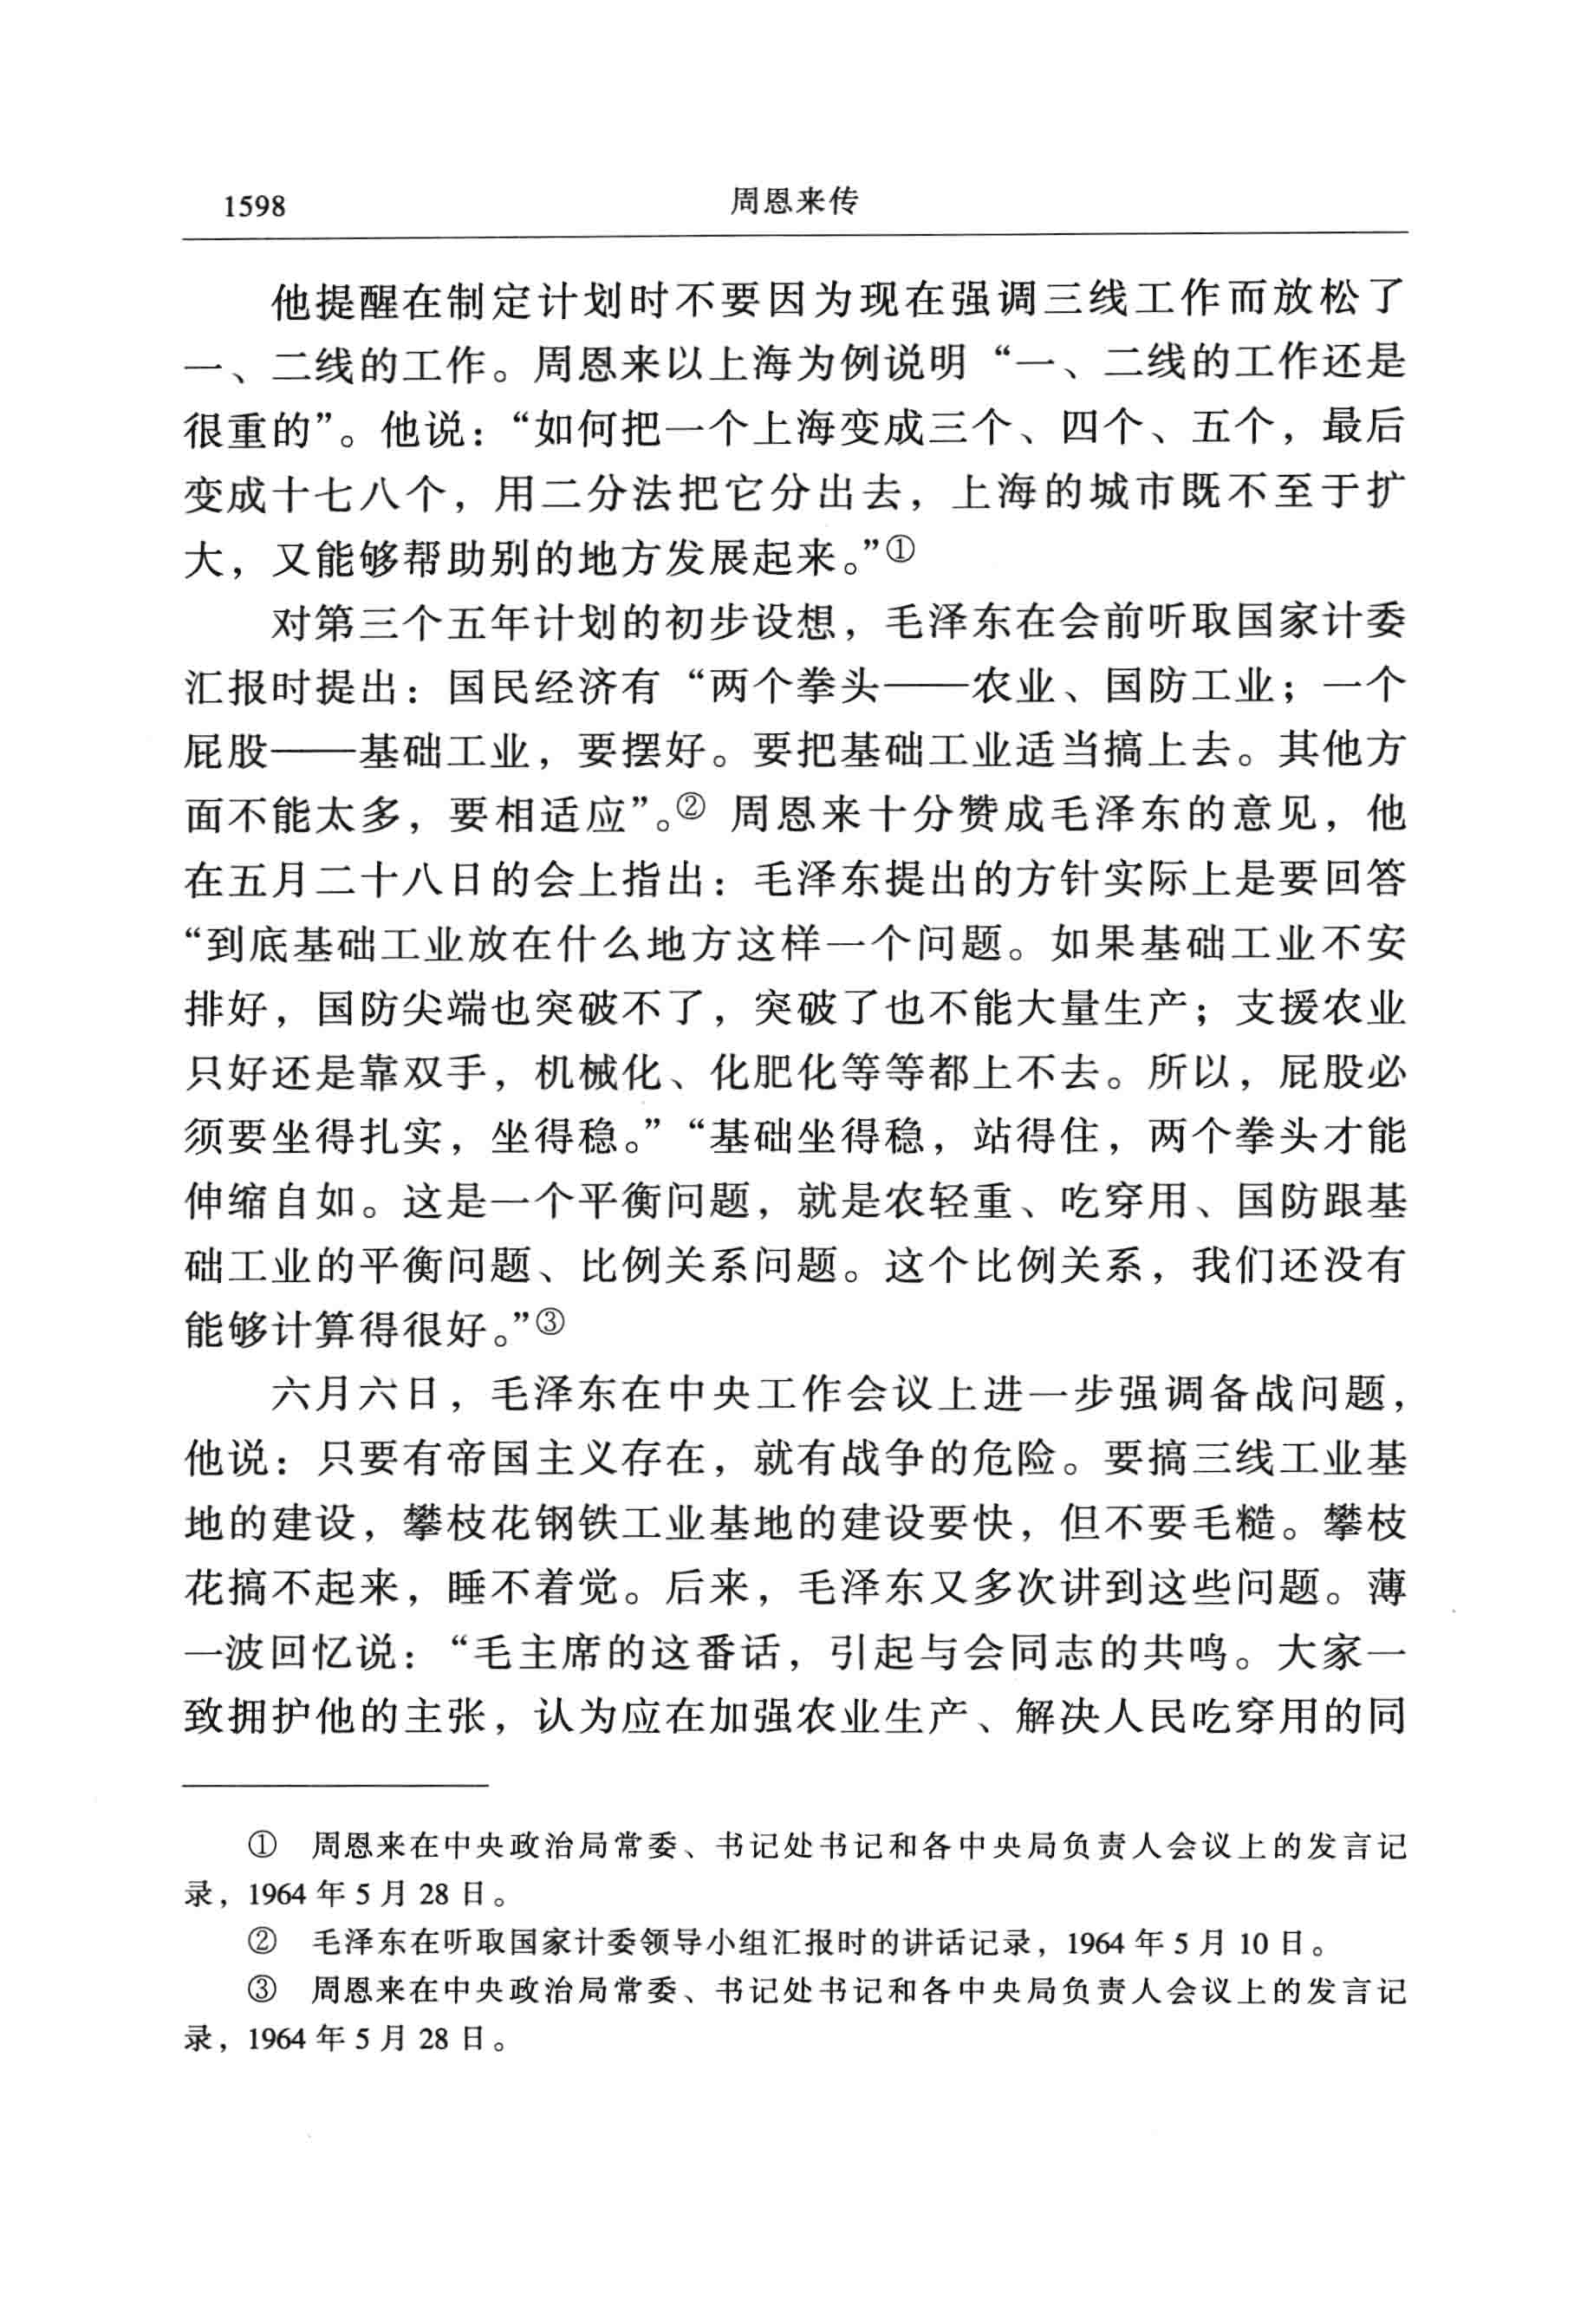 1598
周恩来传
他提醒在制定计划时不要因为现在强调三线工作而放松了
一、二线的工作。周恩来以上海为例说明“一、二线的工作还是
很重的”。他说：“如何把一个上海变成三个、四个、五个，最后
变成十七八个，用二分法把它分出去，上海的城市既不至于扩
大，又能够帮助别的地方发展起来。”①
对第三个五年计划的初步设想，毛泽东在会前听取国家计委
汇报时提出：国民经济有“两个拳头——农业、国防工业；一个
屁股——基础工业，要摆好。要把基础工业适当搞上去。其他方
面不能太多，要相适应”。② 周恩来十分赞成毛泽东的意见，他
在五月二十八日的会上指出：毛泽东提出的方针实际上是要回答
“到底基础工业放在什么地方这样一个问题。如果基础工业不安
排好，国防尖端也突破不了，突破了也不能大量生产；支援农业
只好还是靠双手，机械化、化肥化等等都上不去。所以，屁股必
须要坐得扎实，坐得稳。”“基础坐得稳，站得住，两个拳头才能
伸缩自如。这是一个平衡问题，就是农轻重、吃穿用、国防跟基
础工业的平衡问题、比例关系问题。这个比例关系，我们还没有
能够计算得很好。”③
六月六日，毛泽东在中央工作会议上进一步强调备战问题，
他说：只要有帝国主义存在，就有战争的危险。要搞三线工业基
地的建设，攀枝花钢铁工业基地的建设要快，但不要毛糙。攀枝
花搞不起来，睡不着觉。后来，毛泽东又多次讲到这些问题。薄
一波回忆说：“毛主席的这番话，引起与会同志的共鸣。大家一
致拥护他的主张，认为应在加强农业生产、解决人民吃穿用的同
① 周恩来在中央政治局常委、书记处书记和各中央局负责人会议上的发言记
录，1964 年 5 月 28 日。
② 毛泽东在听取国家计委领导小组汇报时的讲话记录，1964 年 5 月 10 日。
③ 周恩来在中央政治局常委、书记处书记和各中央局负责人会议上的发言记
录，1964 年 5 月 28 日。